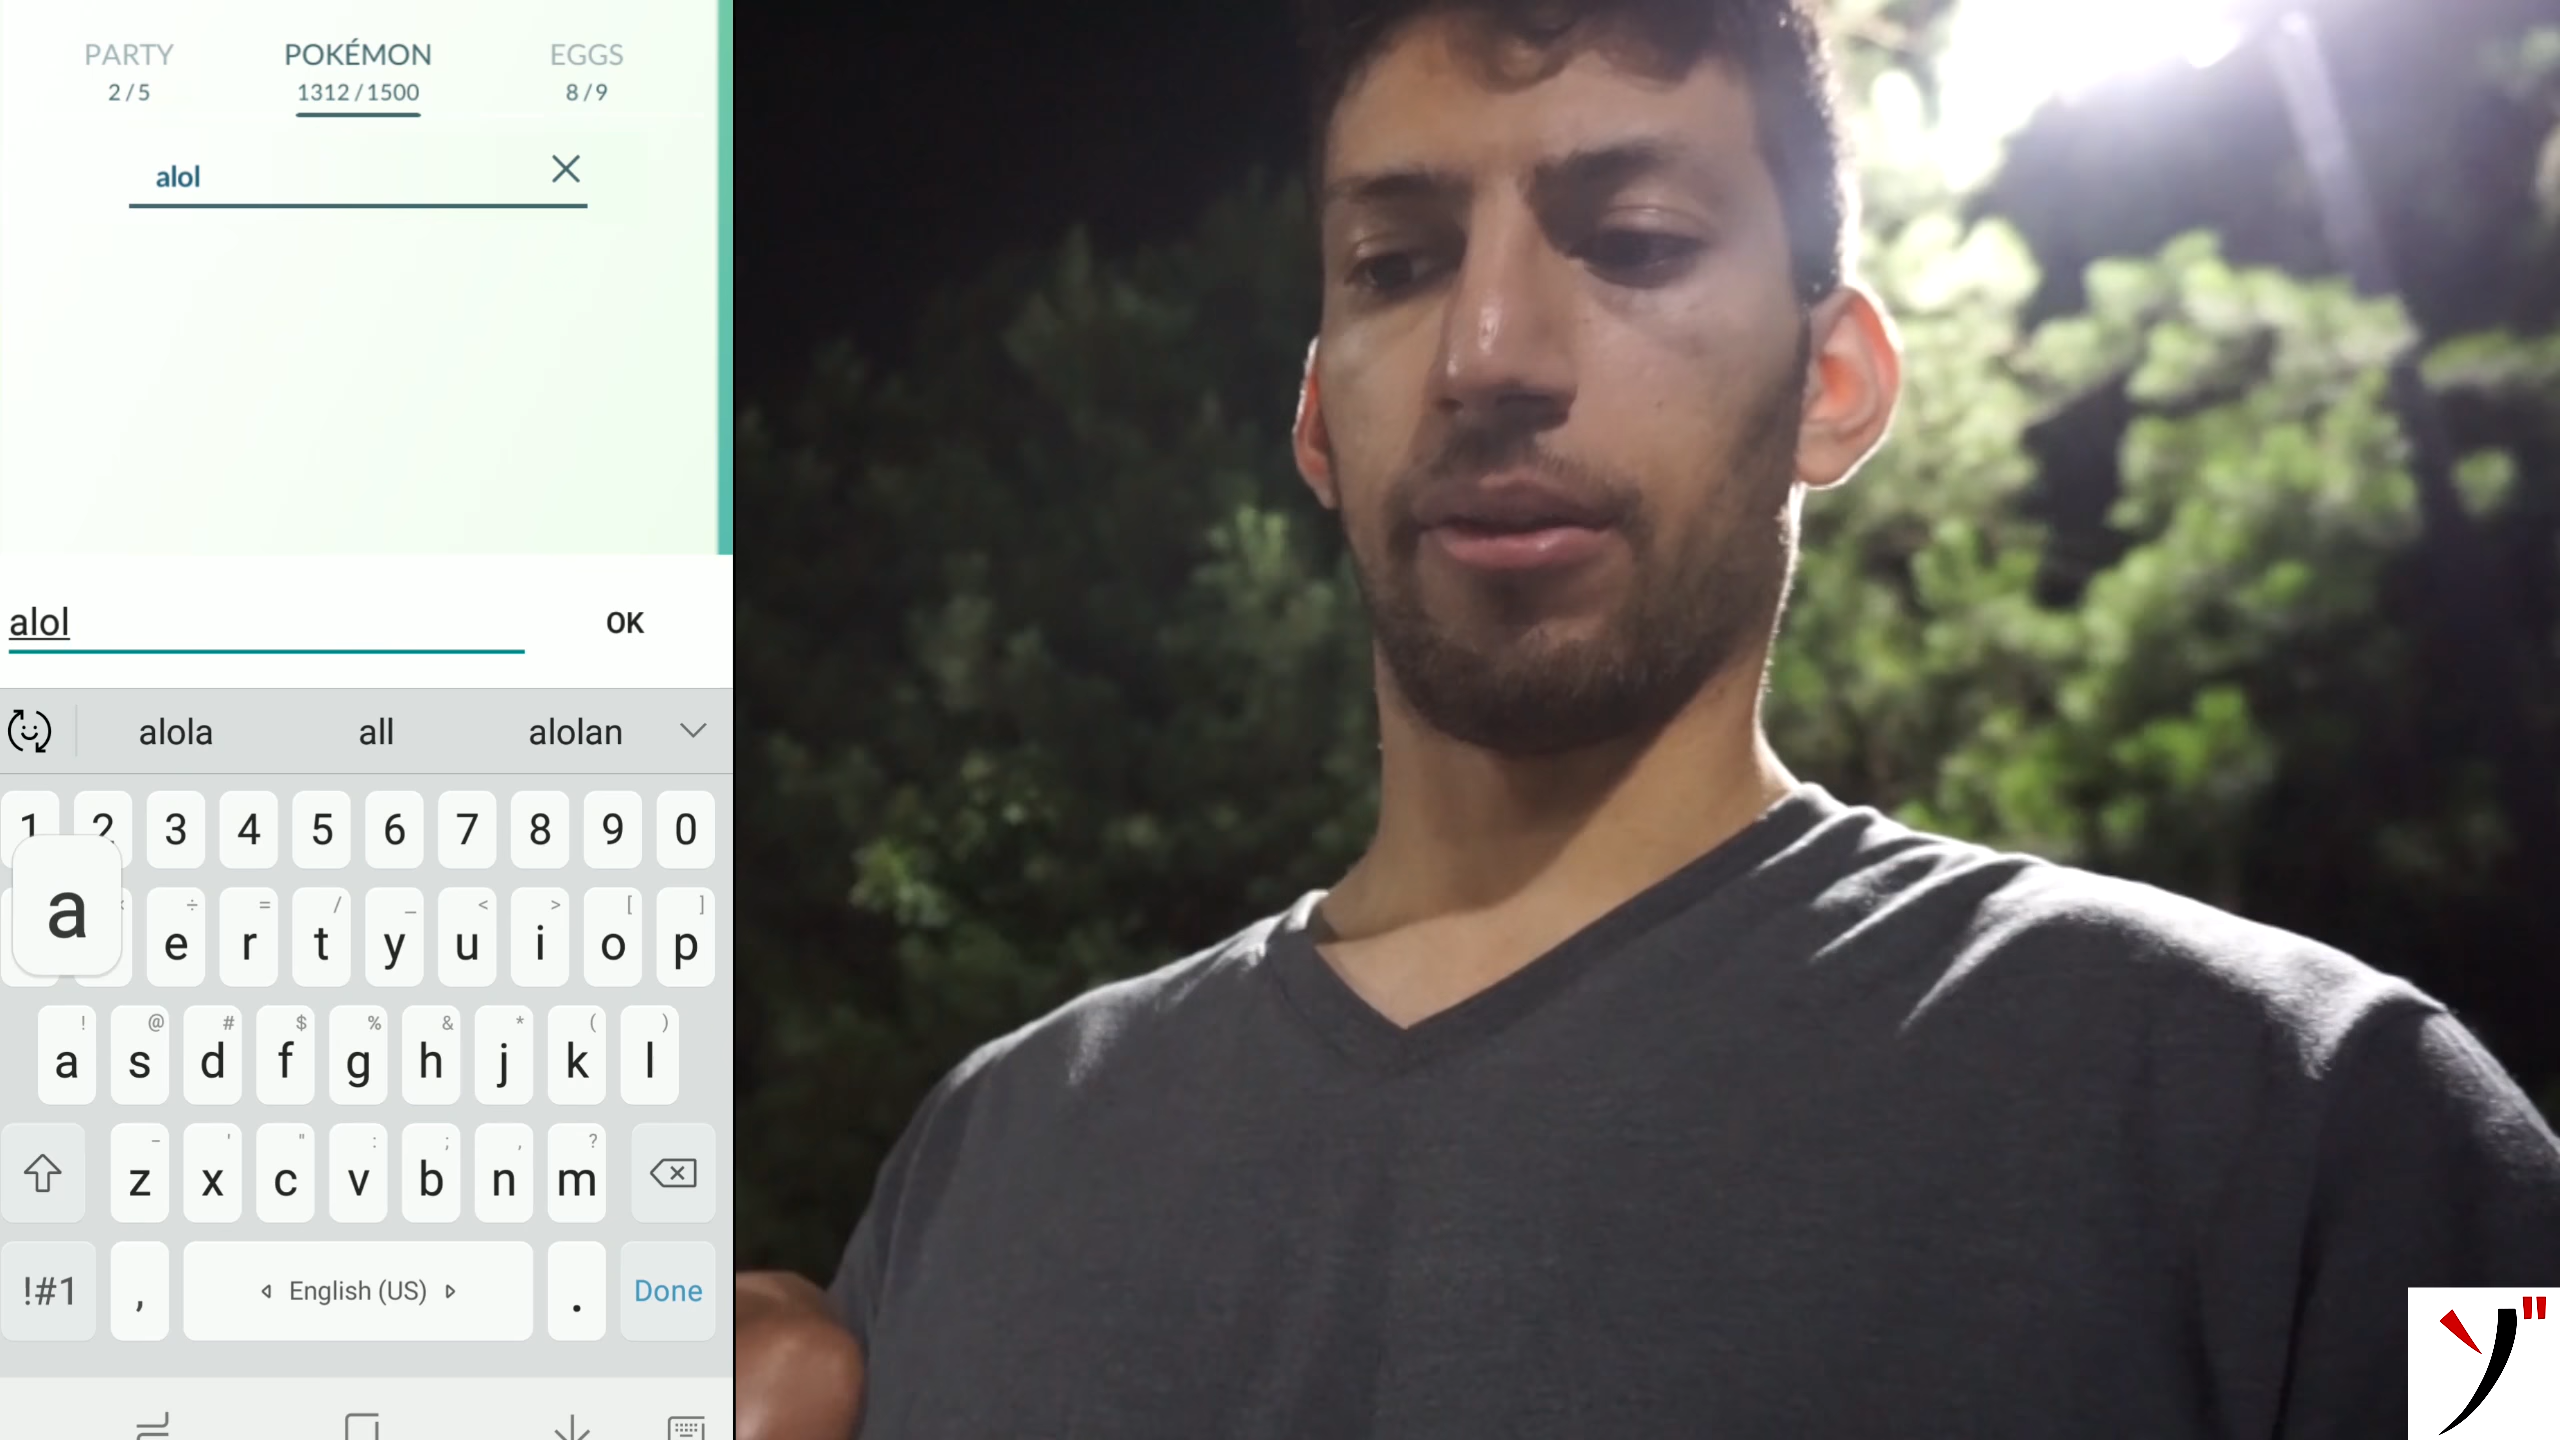 PARTY POKÉMON EGGS
2/5 1312/1500 8/9
alol
alol OK
alola all alolan
1 2 3 4 5 6 7 8 9 0
a
÷ = / _ < > [ ]
e r t y u i o p
! @ # $ % & * ( )
a s d f g h j k l
- ' " : ; , ?
z x c v b n m
!#1 , English (US) . Done